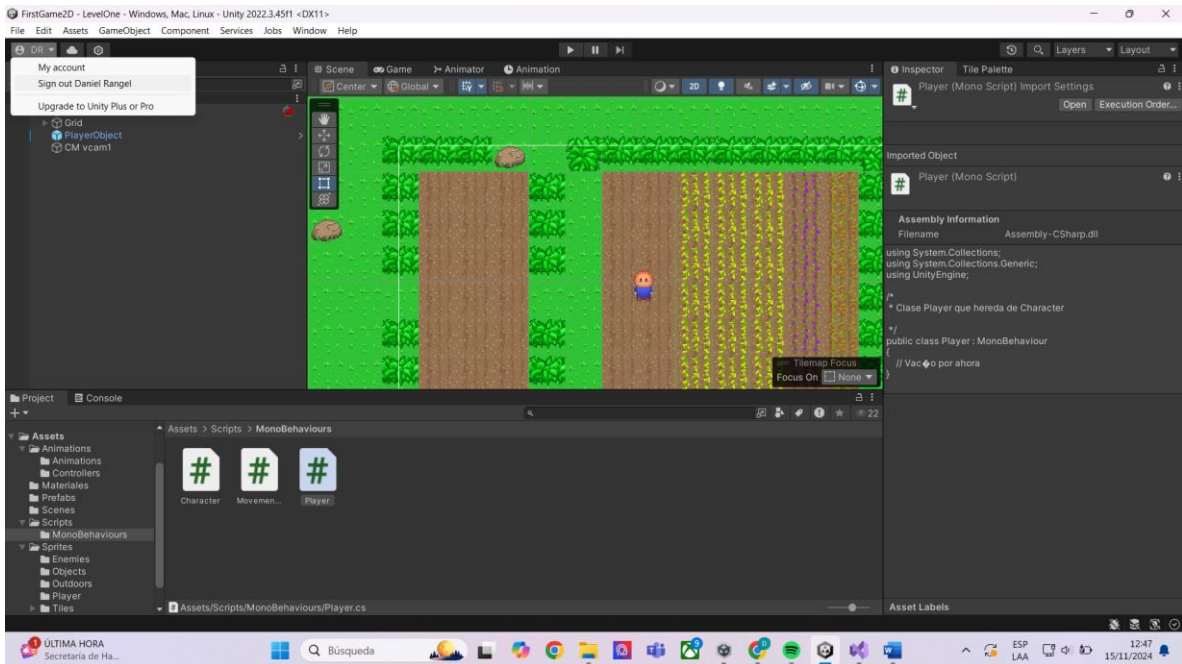 FirstGame2D - LevelOne - Windows, Mac, Linux - Unity 2022.3.45f1 <DX11>
File Edit Assets GameObject Component Services Jobs Window Help
DR
Layers Layout
My account
Sign out Daniel Rangel
Upgrade to Unity Plus or Pro
Grid
PlayerObject
CM vcam1
Scene Game Animator Animation
Center Global 2D
Tilemap Focus
Focus On None
Inspector Tile Palette
Player (Mono Script) Import Settings
Open Execution Order...
Imported Object
Player (Mono Script)
Assembly Information
Filename Assembly-CSharp.dll
using System.Collections;
using System.Collections.Generic;
using UnityEngine;
/*
* Clase Player que hereda de Character
*/
public class Player : MonoBehaviour
{
// Vac�o por ahora
}
Project Console
22
Assets
Animations
Animations
Controllers
Materiales
Prefabs
Scenes
Scripts
MonoBehaviours
Sprites
Enemies
Objects
Outdoors
Player
Tiles
Assets > Scripts > MonoBehaviours
Character Movemen... Player
Assets/Scripts/MonoBehaviours/Player.cs
Asset Labels
ÚLTIMA HORA
Secretaria de Ha...
Búsqueda
ESP
LAA
12:47
15/11/2024